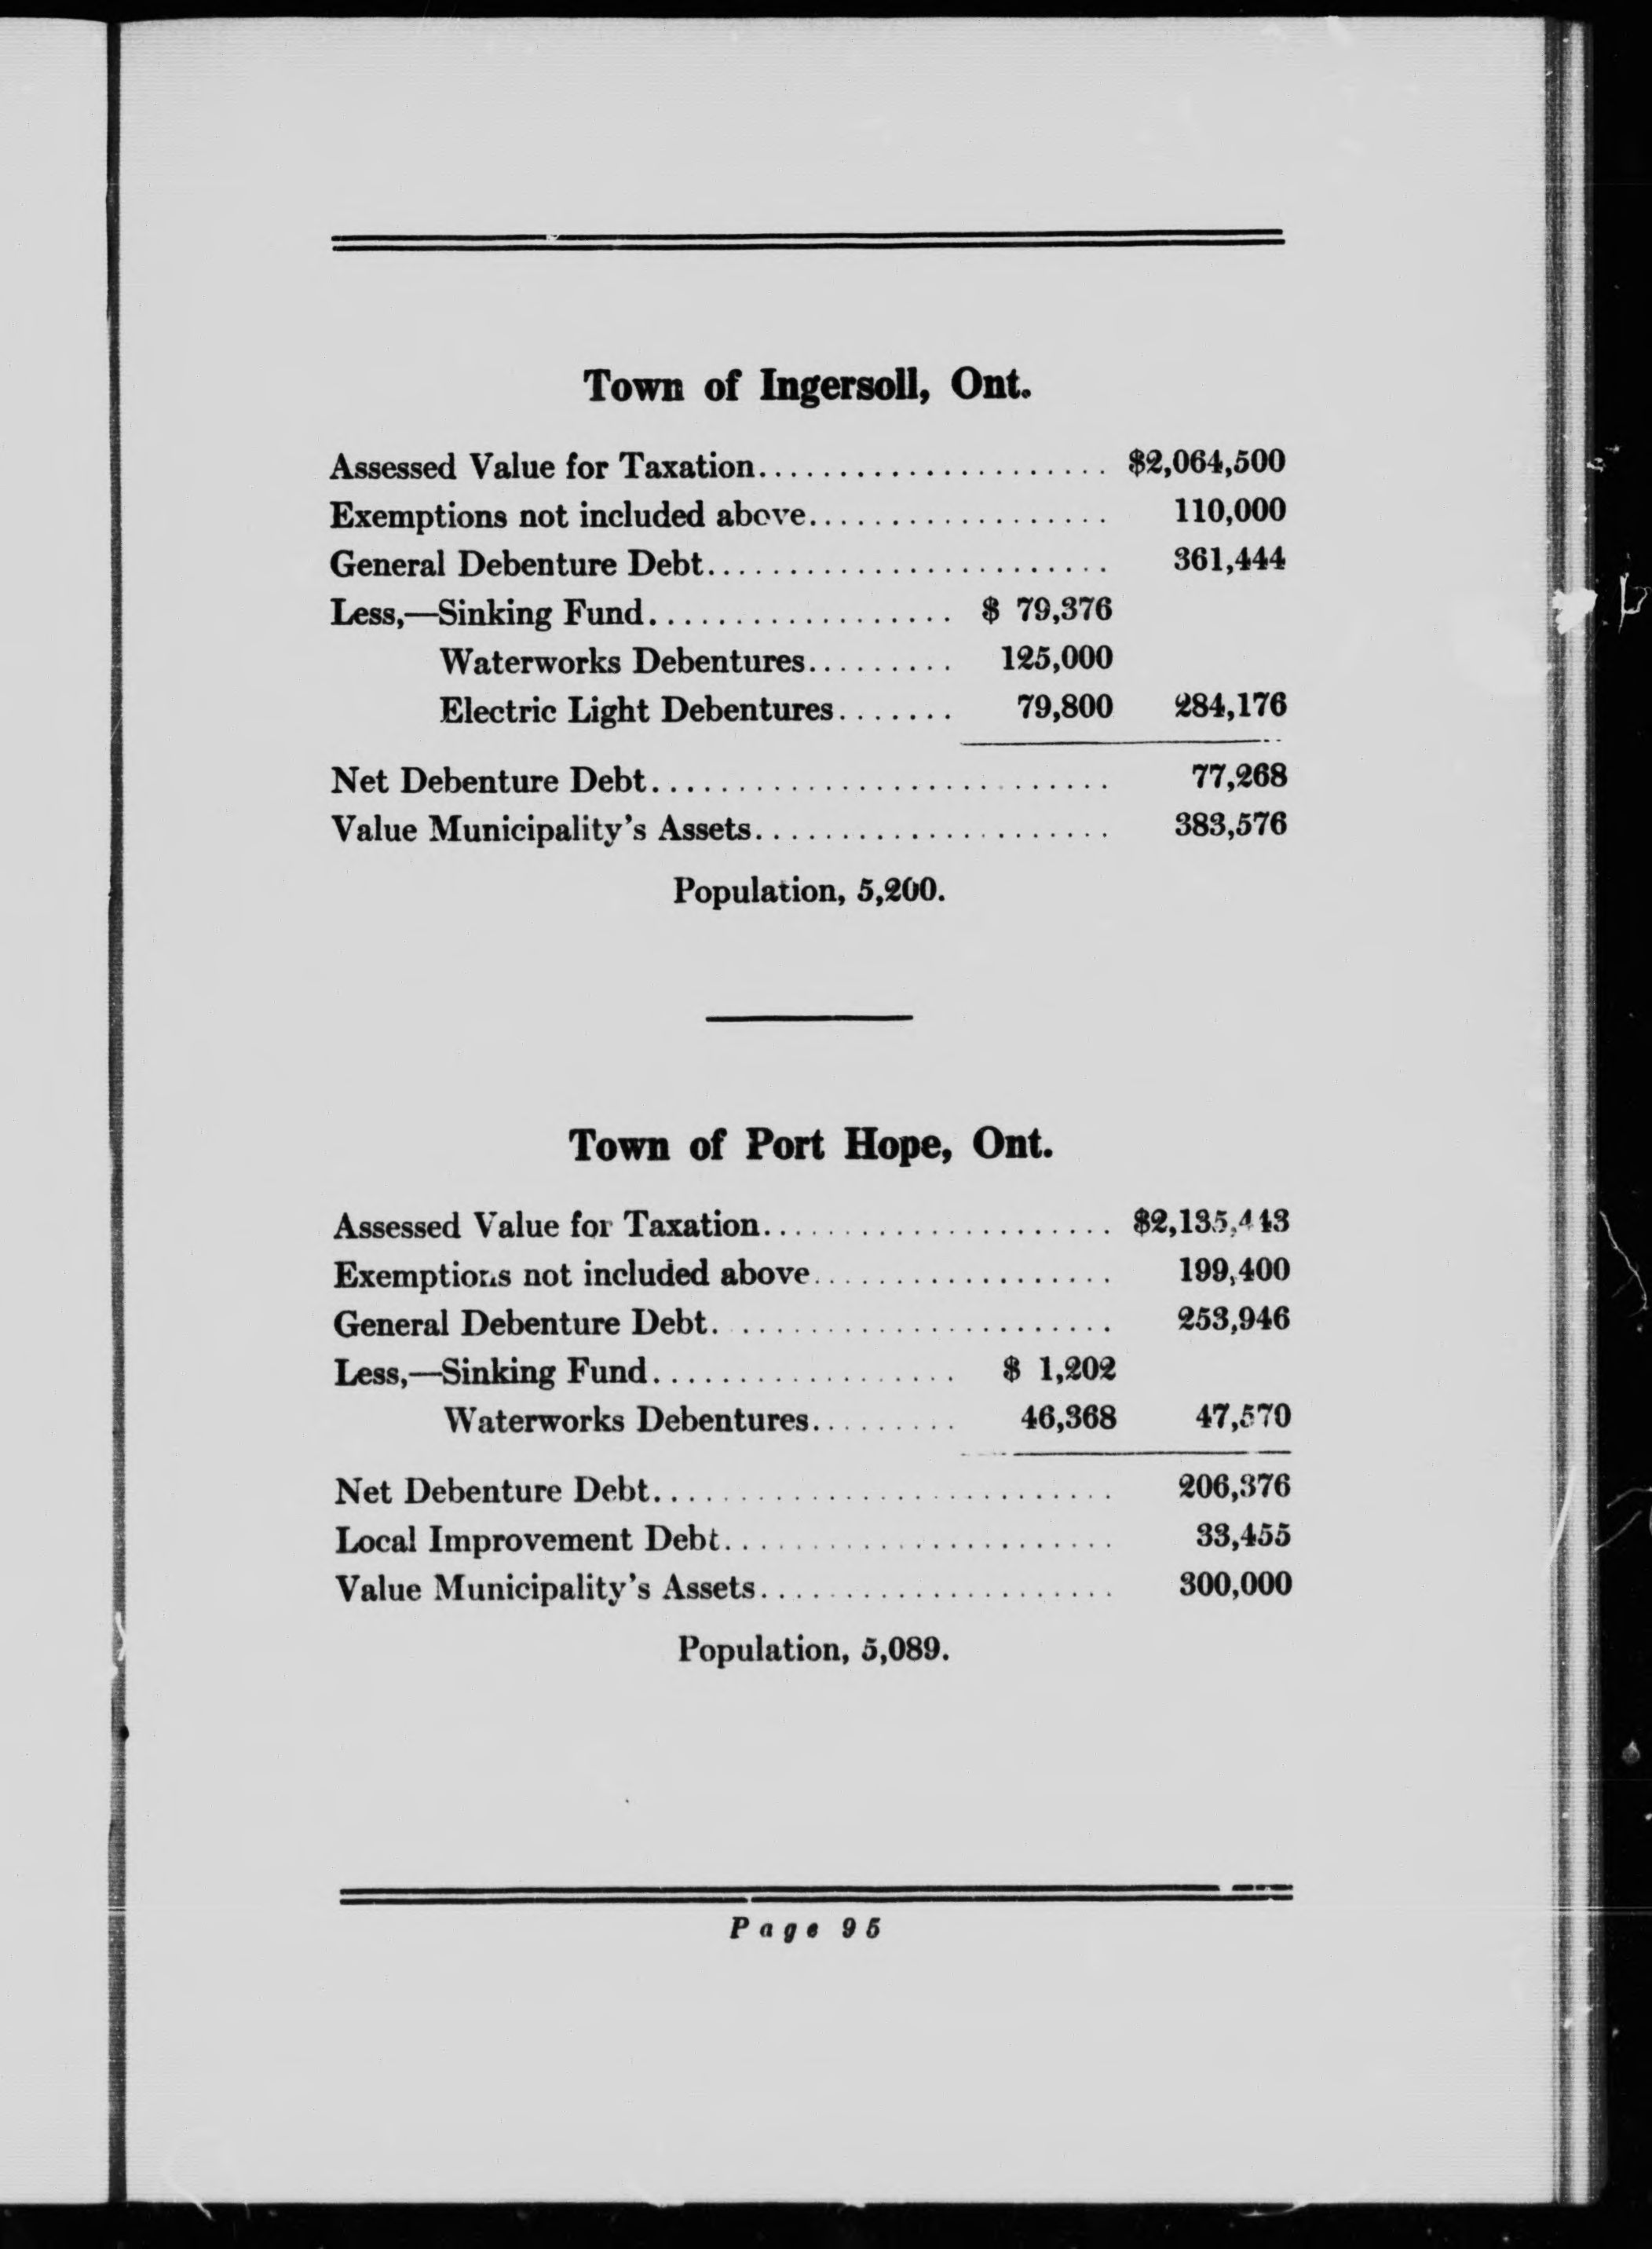 Town of Ingersoll, Ont.
Assessed Value for Taxation...................... $2,064,500
Exemptions not included above................... 110,000
General Debenture Debt......................... 361,444
Less,—Sinking Fund................... $ 79,376
Waterworks Debentures......... 125,000
Electric Light Debentures....... 79,800 284,176
Net Debenture Debt............................. 77,268
Value Municipality's Assets...................... 383,576
Population, 5,200.
Town of Port Hope, Ont.
Assessed Value for Taxation...................... $2,135,443
Exemptions not included above................... 199,400
General Debenture Debt......................... 253,946
Less,—Sinking Fund................... $ 1,202
Waterworks Debentures......... 46,368 47,570
Net Debenture Debt............................. 206,376
Local Improvement Debt......................... 33,455
Value Municipality's Assets...................... 300,000
Population, 5,089.
Page 95